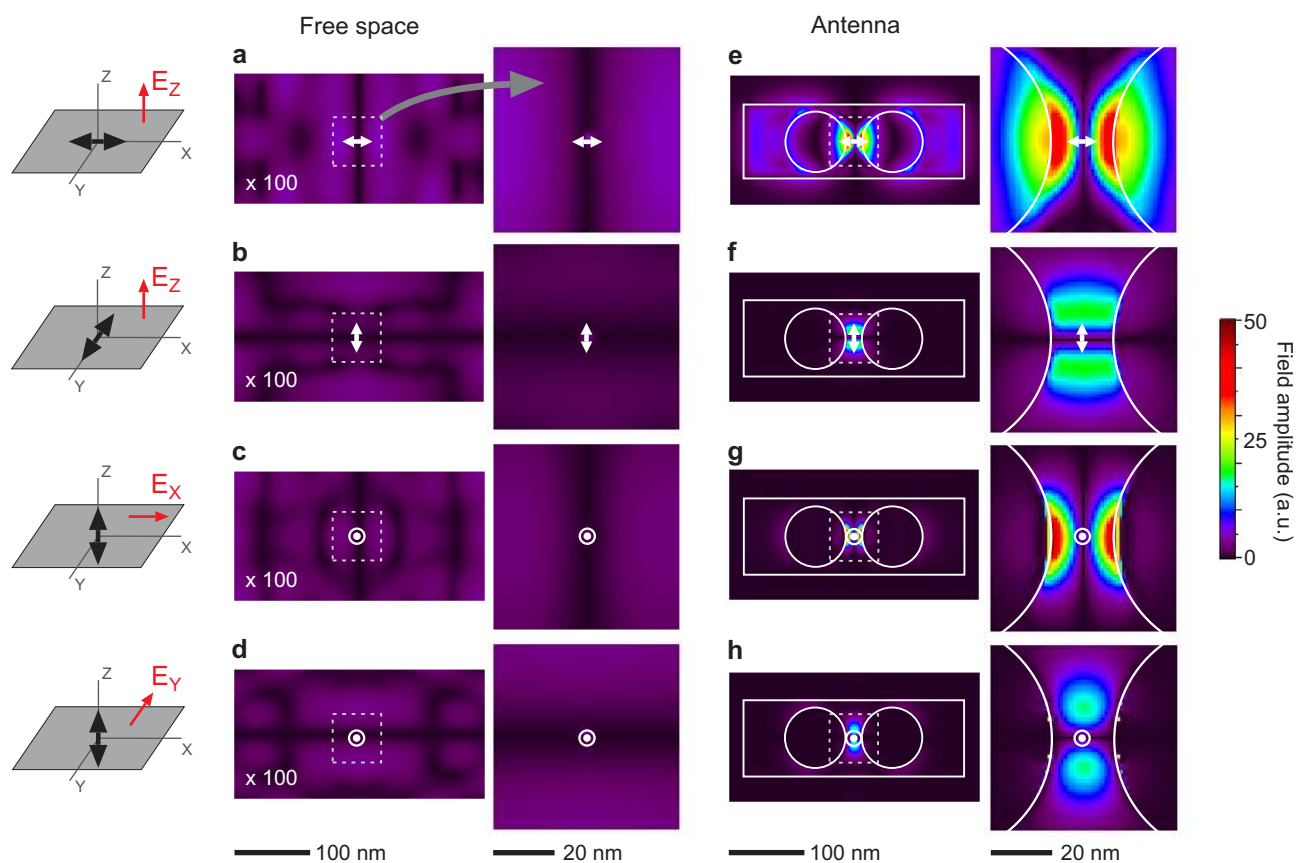 Free space
Antenna
a
e
Z
E_Z
X
Y
x 100
b
f
Z
E_Z
X
Y
x 100
c
g
Z
E_X
X
Y
x 100
d
h
Z
E_Y
X
Y
x 100
50
25
0
Field amplitude (a.u.)
100 nm
20 nm
100 nm
20 nm